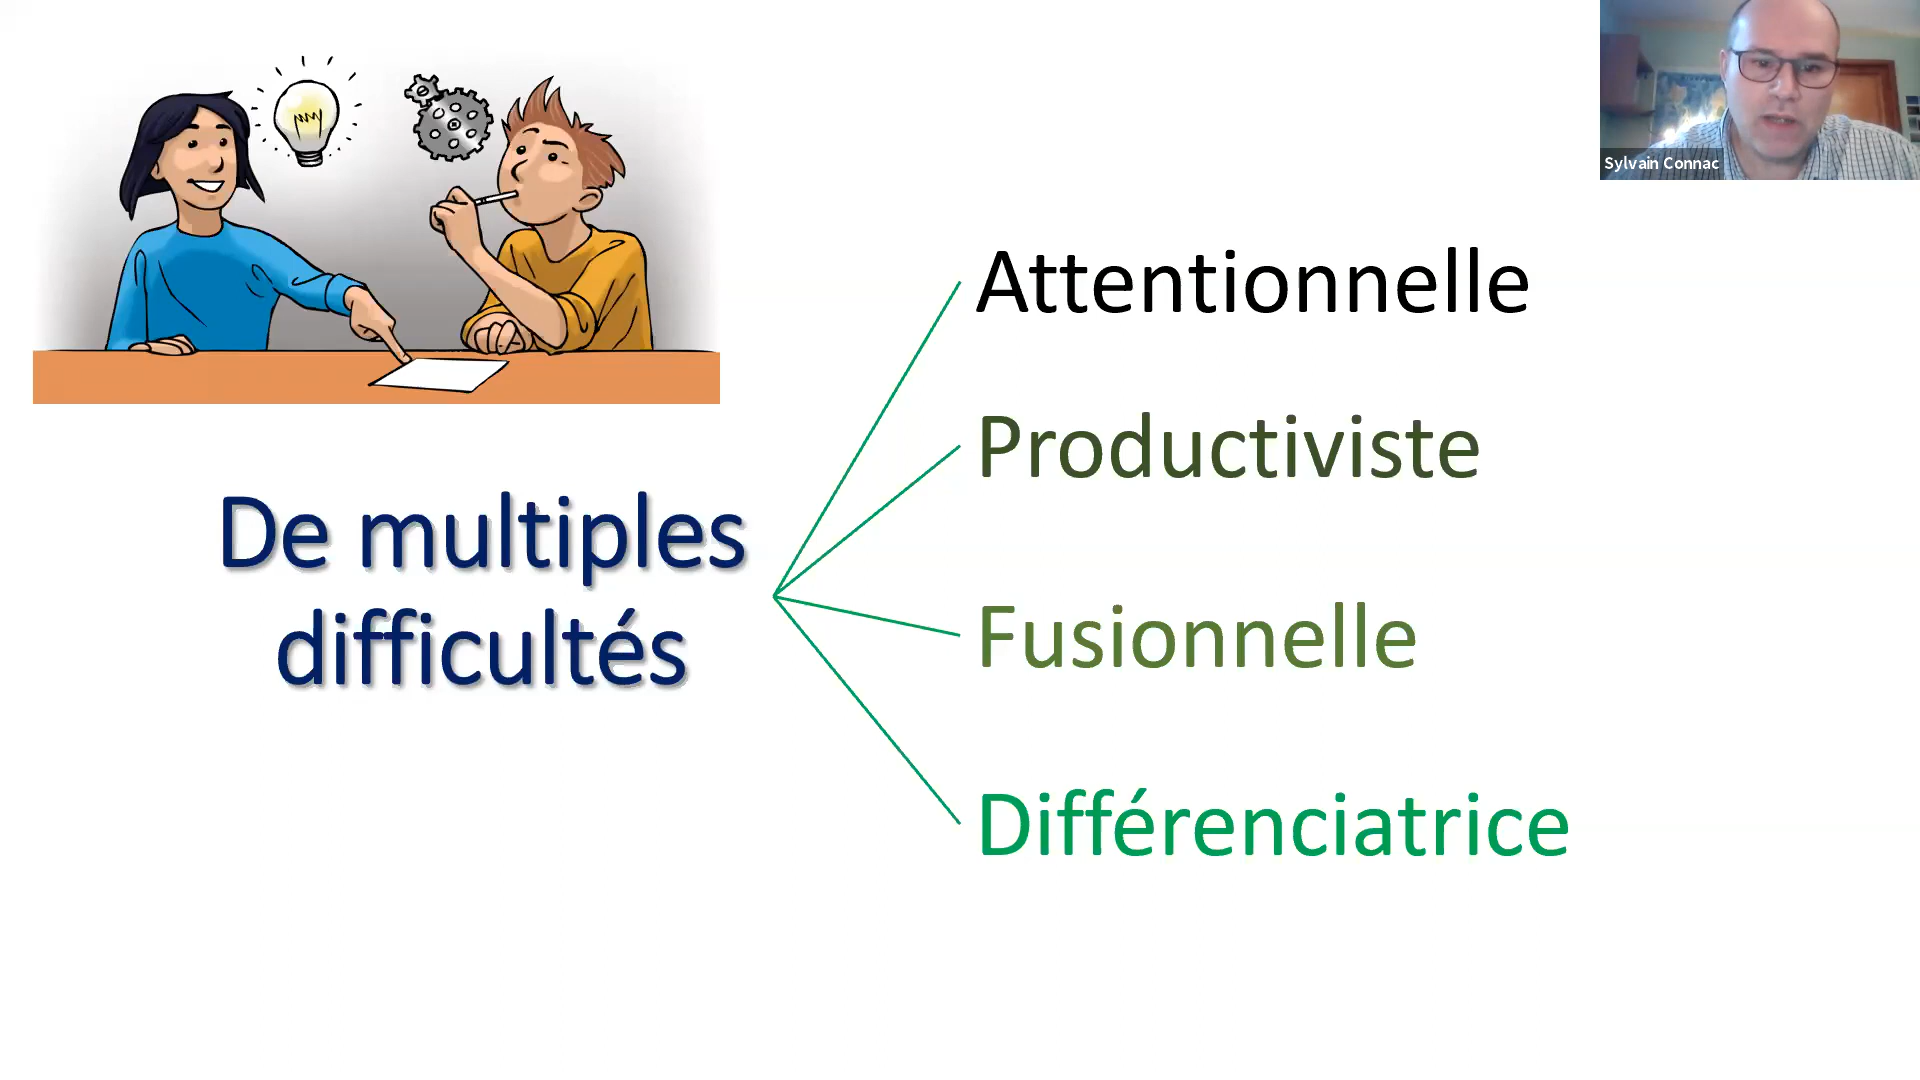 Sylvain Connac
De multiples
difficultés
Attentionnelle
Productiviste
Fusionnelle
Différenciatrice